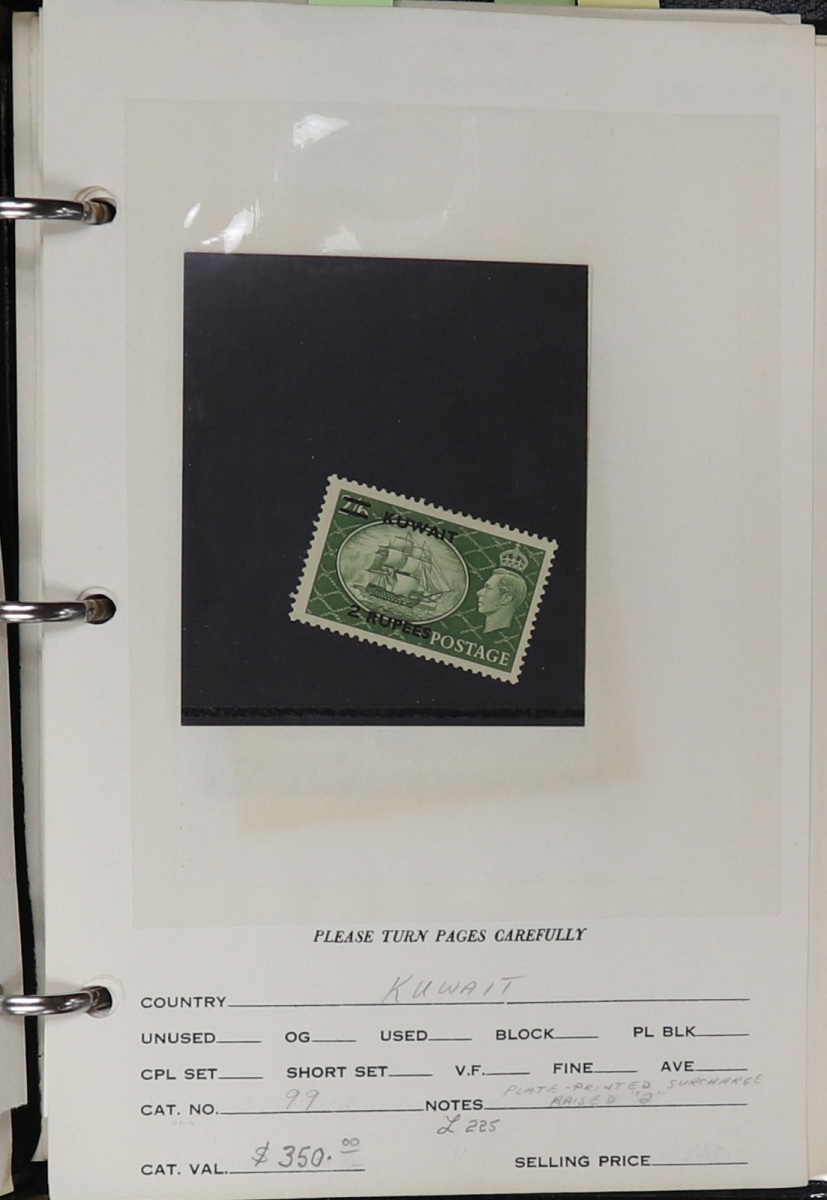 2/6 KUWAIT
2 RUPEES
POSTAGE
PLEASE TURN PAGES CAREFULLY
COUNTRY KUWAIT
UNUSED OG USED BLOCK PL BLK
CPL SET SHORT SET V.F. FINE AVE
PLATE-PRINTED SURCHARGE
CAT. NO. 99 NOTES RAISED "2"
£ 225
CAT. VAL. $ 350.00 SELLING PRICE